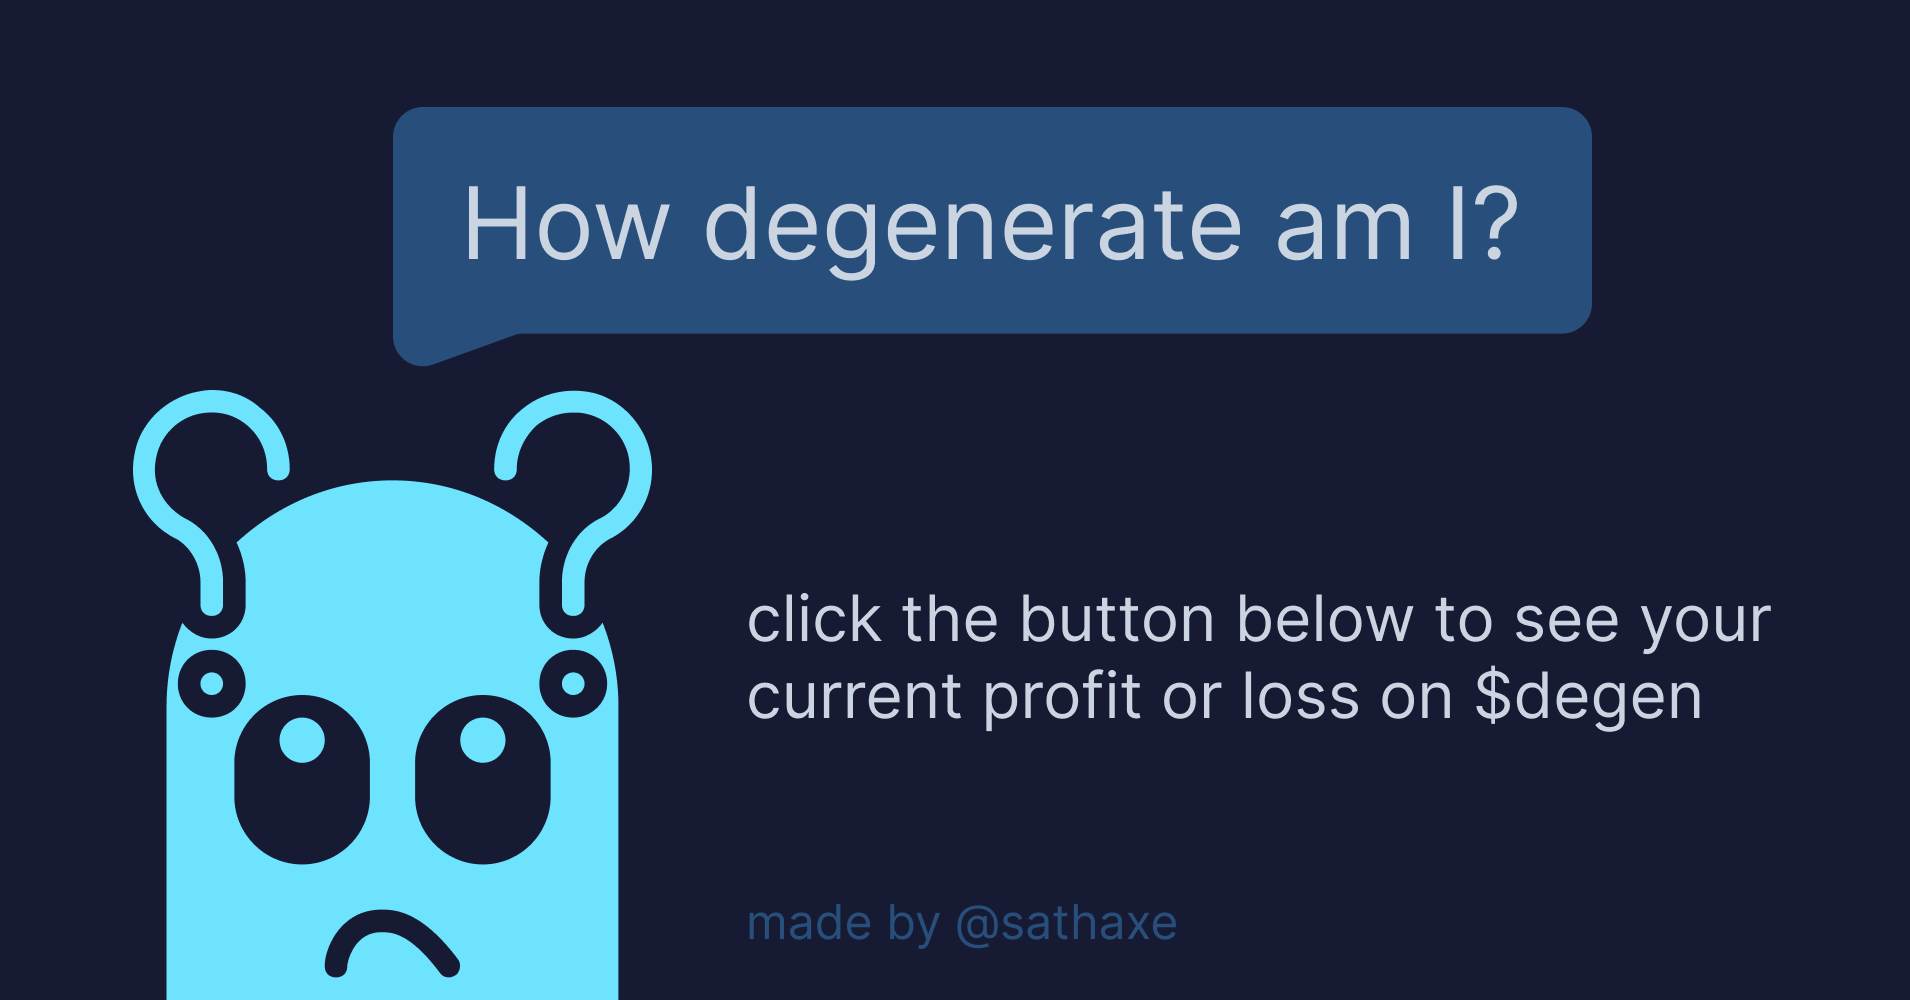 How degenerate am I?
click the button below to see your
current profit or loss on $degen
made by @sathaxe